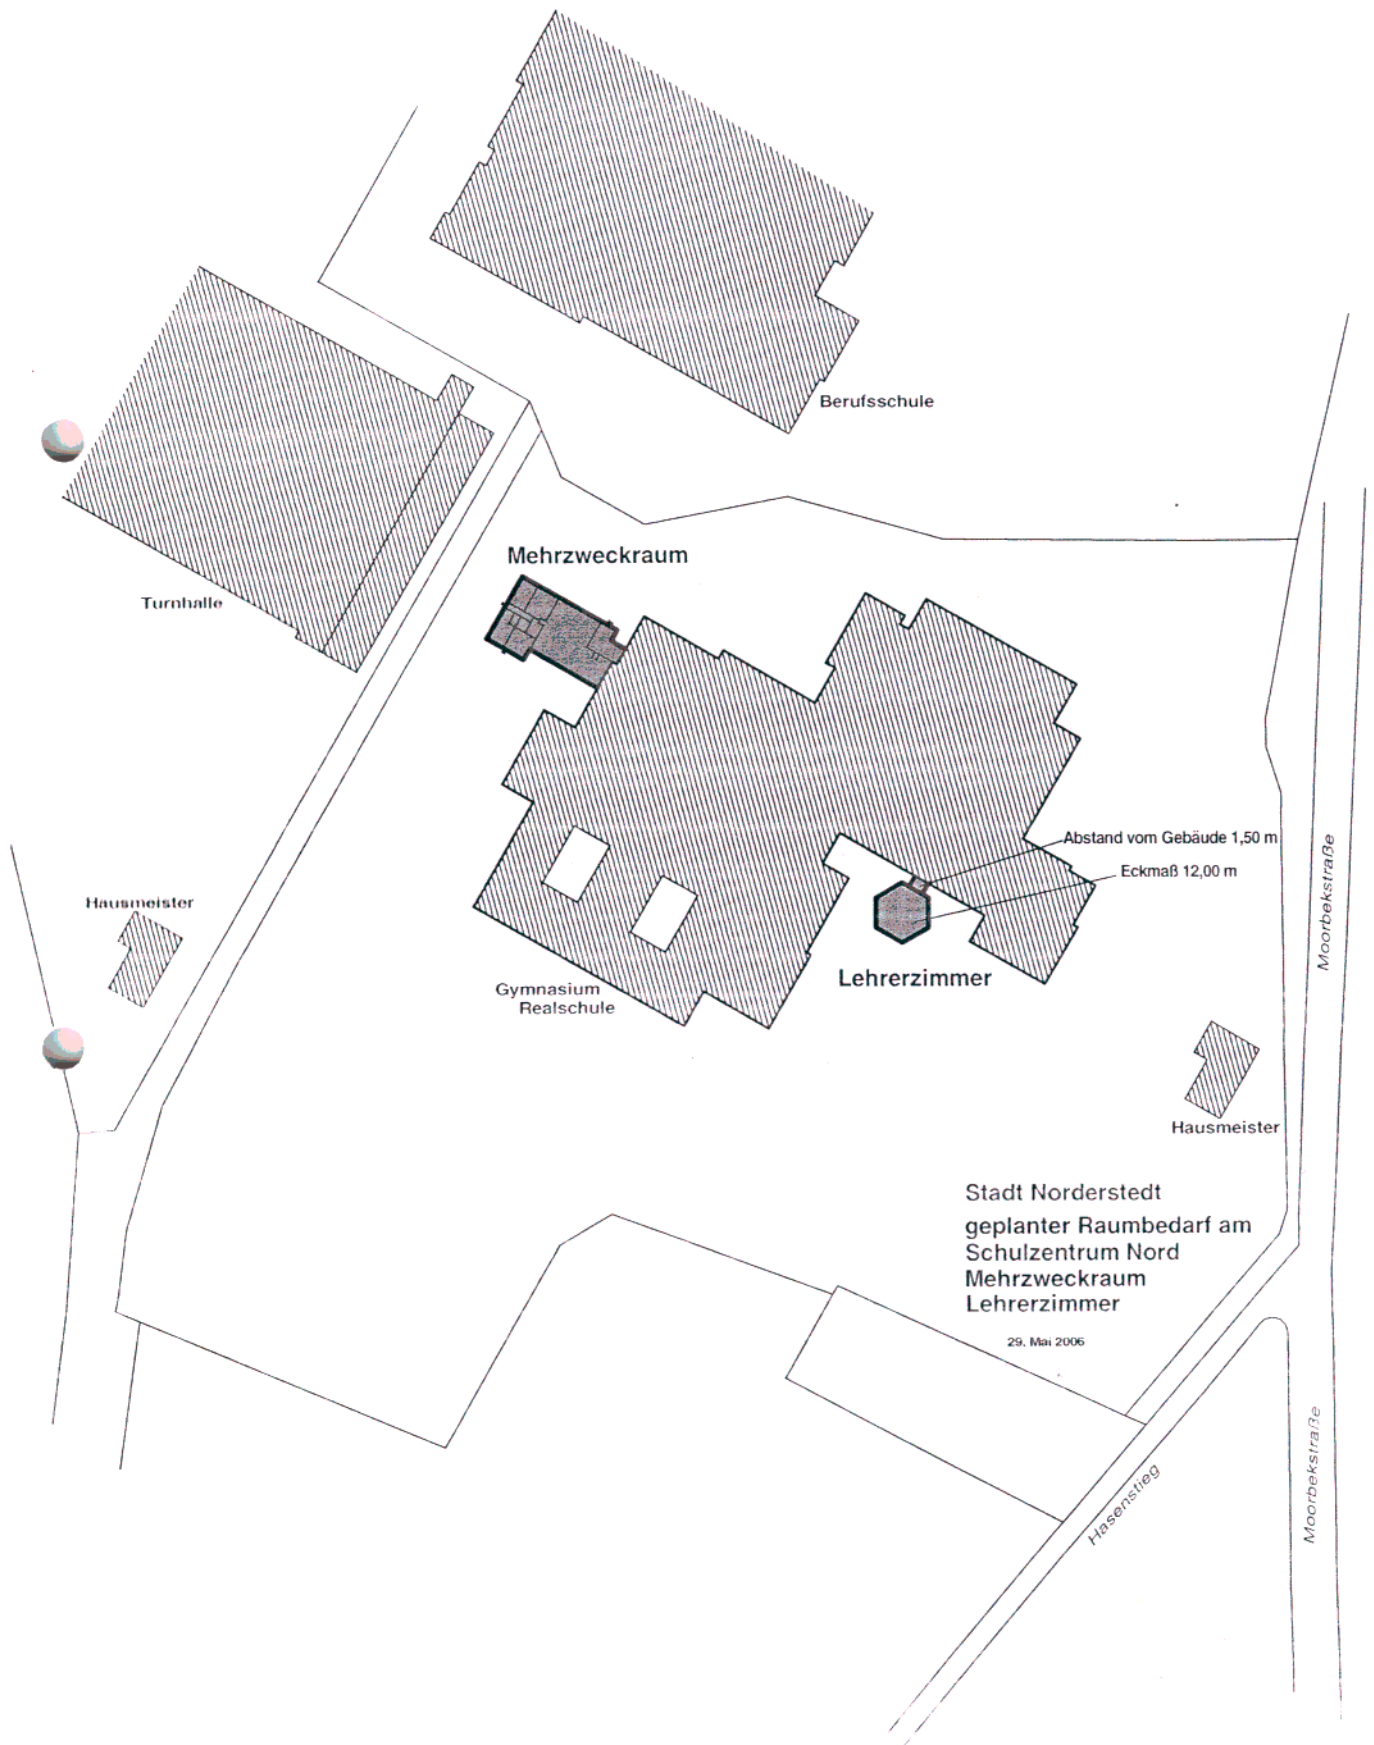 Berufsschule
Mehrzweckraum
Turnhalle
Abstand vom Gebäude 1,50 m
Eckmaß 12,00 m
Moorbekstraße
Hausmeister
Lehrerzimmer
Gymnasium
Realschule
Hausmeister
Stadt Norderstedt
geplanter Raumbedarf am
Schulzentrum Nord
Mehrzweckraum
Lehrerzimmer
29. Mai 2006
Hasenstieg
Moorbekstraße